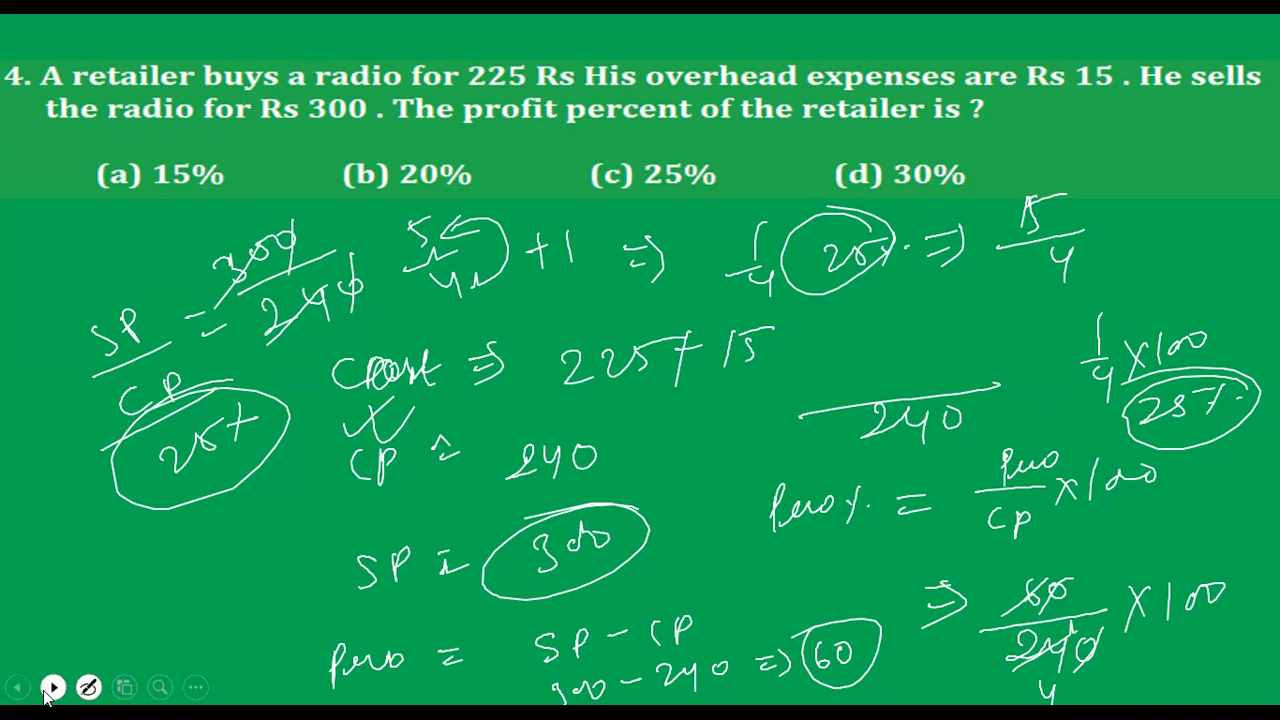 4. A retailer buys a radio for 225 Rs His overhead expenses are Rs 15 . He sells
the radio for Rs 300 . The profit percent of the retailer is ?
(a) 15% (b) 20% (c) 25% (d) 30%
SP/CP = 300/240 5/4 +1 ⇒ 1/4 25% ⇒ 5/4
⇒ 225 + 15
1/4 × 100
25%
240
25%
CP = 240
Pro % = Pro/CP × 100
SP = 300
⇒ 60/240 × 100
4
Pro = SP - CP
300 - 240 ⇒ 60